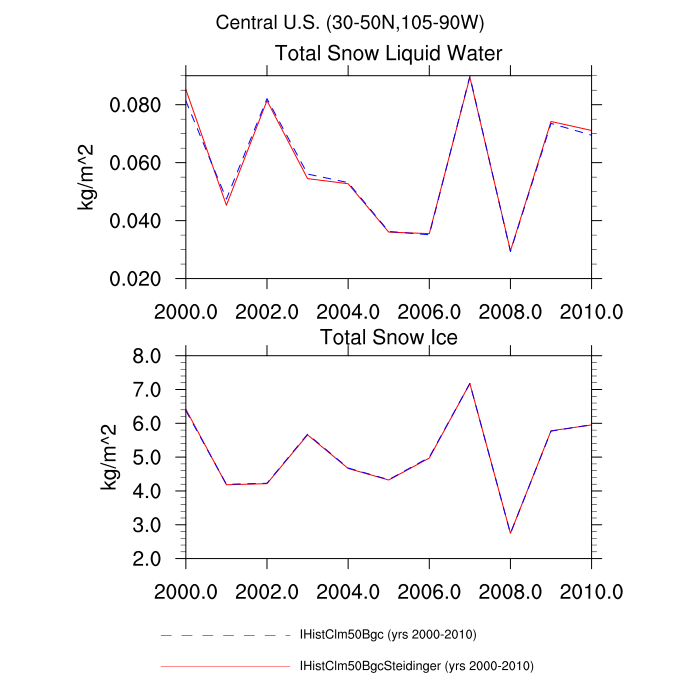 Central U.S. (30-50N,105-90W)
Total Snow Liquid Water
0.080
0.060
0.040
0.020
kg/m^2
2000.0 2002.0 2004.0 2006.0 2008.0 2010.0
Total Snow Ice
8.0
7.0
6.0
5.0
4.0
3.0
2.0
kg/m^2
2000.0 2002.0 2004.0 2006.0 2008.0 2010.0
IHistClm50Bgc (yrs 2000-2010)
IHistClm50BgcSteidinger (yrs 2000-2010)